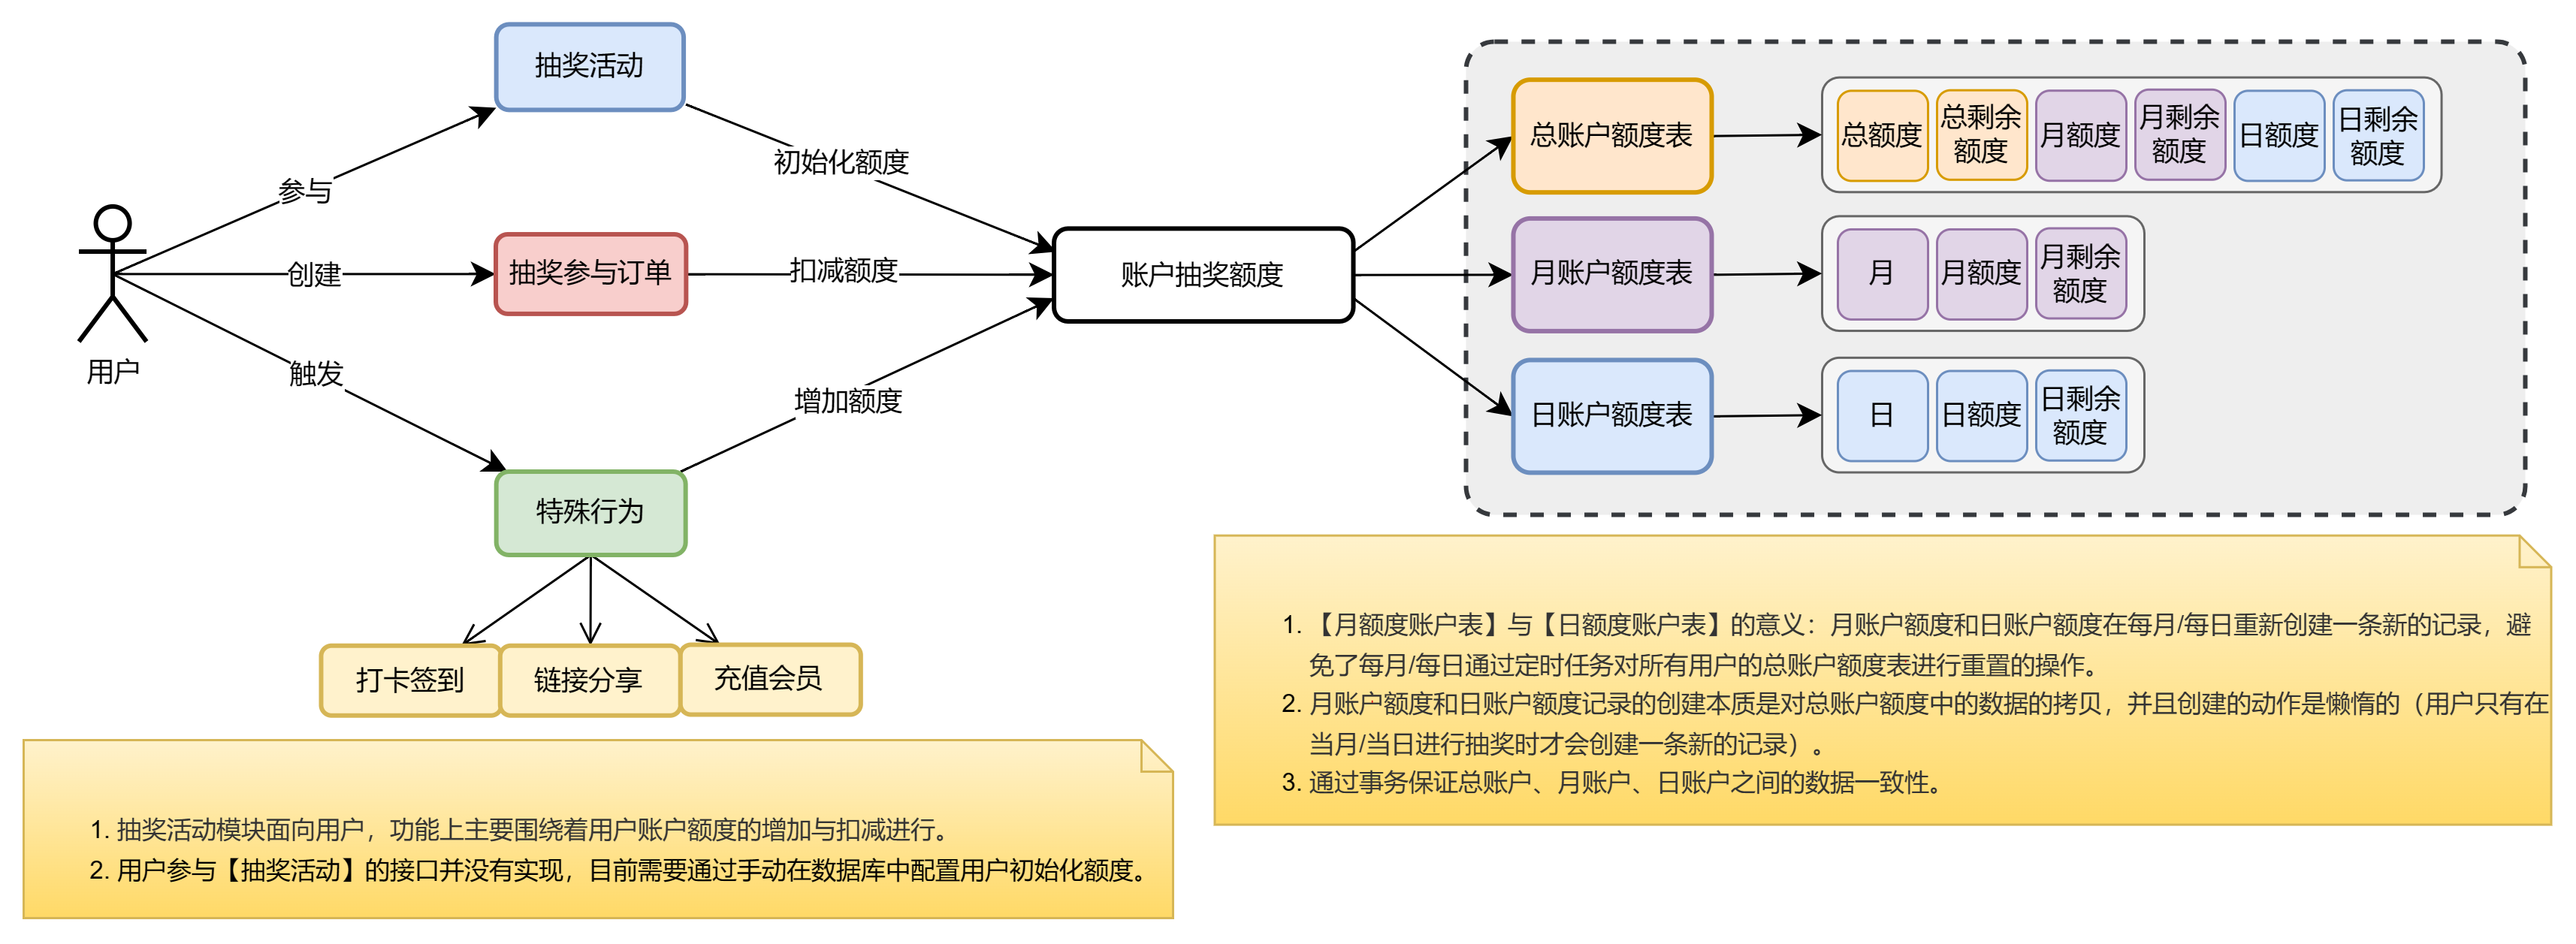 抽奖活动
参与
初始化额度
用户
创建
抽奖参与订单
扣减额度
触发
增加额度
特殊行为
打卡签到
链接分享
充值会员
账户抽奖额度
总账户额度表
总额度
总剩余
额度
月额度
月剩余
额度
日额度
日剩余
额度
月账户额度表
月
月额度
月剩余
额度
日账户额度表
日
日额度
日剩余
额度
1. 【月额度账户表】与【日额度账户表】的意义：月账户额度和日账户额度在每月/每日重新创建一条新的记录，避
免了每月/每日通过定时任务对所有用户的总账户额度表进行重置的操作。
2. 月账户额度和日账户额度记录的创建本质是对总账户额度中的数据的拷贝，并且创建的动作是懒惰的（用户只有在
当月/当日进行抽奖时才会创建一条新的记录）。
3. 通过事务保证总账户、月账户、日账户之间的数据一致性。
1. 抽奖活动模块面向用户，功能上主要围绕着用户账户额度的增加与扣减进行。
2. 用户参与【抽奖活动】的接口并没有实现，目前需要通过手动在数据库中配置用户初始化额度。